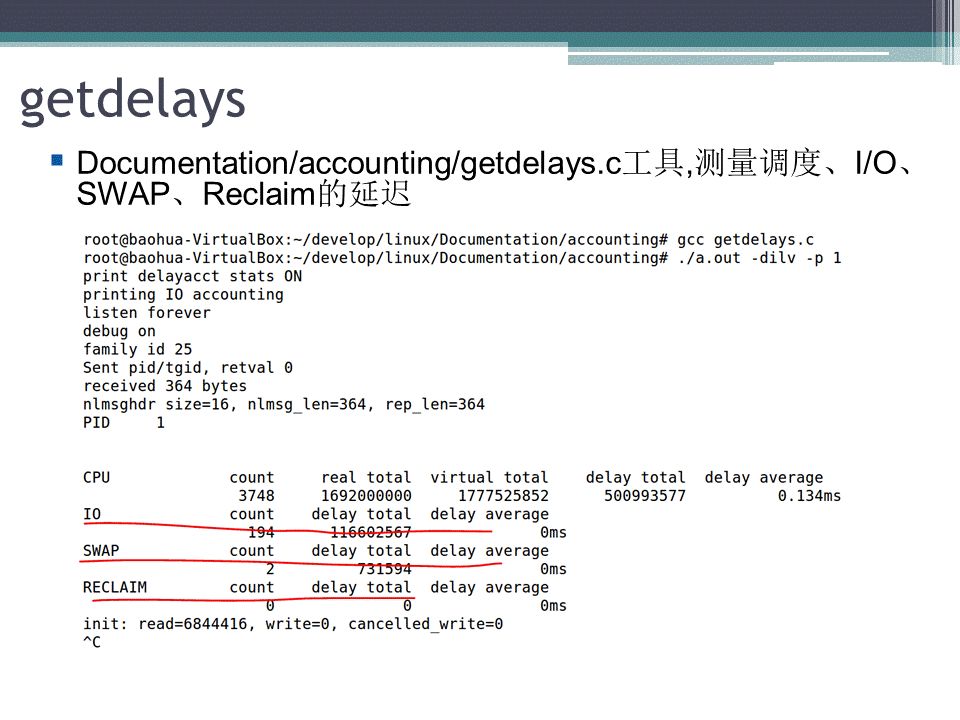 getdelays
Documentation/accounting/getdelays.c工具,测量调度、I/O、
SWAP、Reclaim的延迟
root@baohua-VirtualBox:~/develop/linux/Documentation/accounting# gcc getdelays.c
root@baohua-VirtualBox:~/develop/linux/Documentation/accounting# ./a.out -dilv -p 1
print delayacct stats ON
printing IO accounting
listen forever
debug on
family id 25
Sent pid/tgid, retval 0
received 364 bytes
nlmsghdr size=16, nlmsg_len=364, rep_len=364
PID     1
CPU             count     real total  virtual total    delay total  delay average
                 3748     1692000000     1777525852      500993577          0.134ms
IO              count    delay total  delay average
                  194      116602567              0ms
SWAP            count    delay total  delay average
                    2         731594              0ms
RECLAIM         count    delay total  delay average
                    0              0              0ms
init: read=6844416, write=0, cancelled_write=0
^C